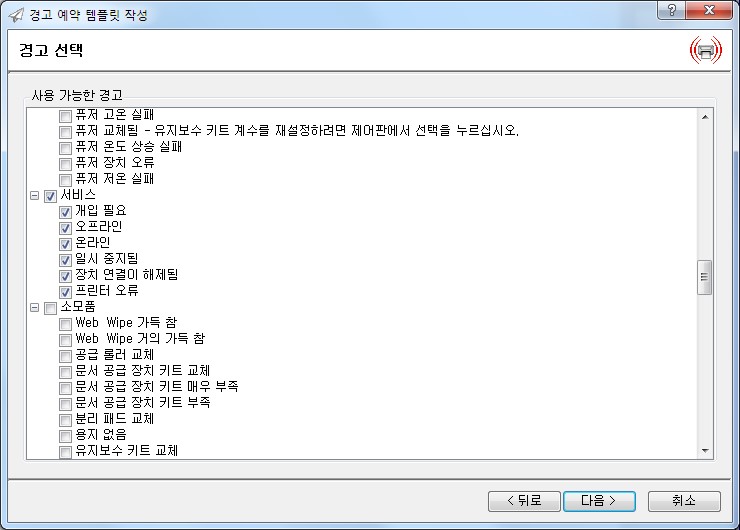 경고 예약 템플릿 작성
경고 선택
사용 가능한 경고
퓨저 고온 실패
퓨저 교체됨 - 유지보수 키트 계수를 재설정하려면 제어판에서 선택을 누르십시오.
퓨저 온도 상승 실패
퓨저 장치 오류
퓨저 저온 실패
서비스
개입 필요
오프라인
온라인
일시 중지됨
장치 연결이 해제됨
프린터 오류
소모품
Web Wipe 가득 참
Web Wipe 거의 가득 참
공급 롤러 교체
문서 공급 장치 키트 교체
문서 공급 장치 키트 매우 부족
문서 공급 장치 키트 부족
분리 패드 교체
용지 없음
유지보수 키트 교체
< 뒤로 다음 > 취소